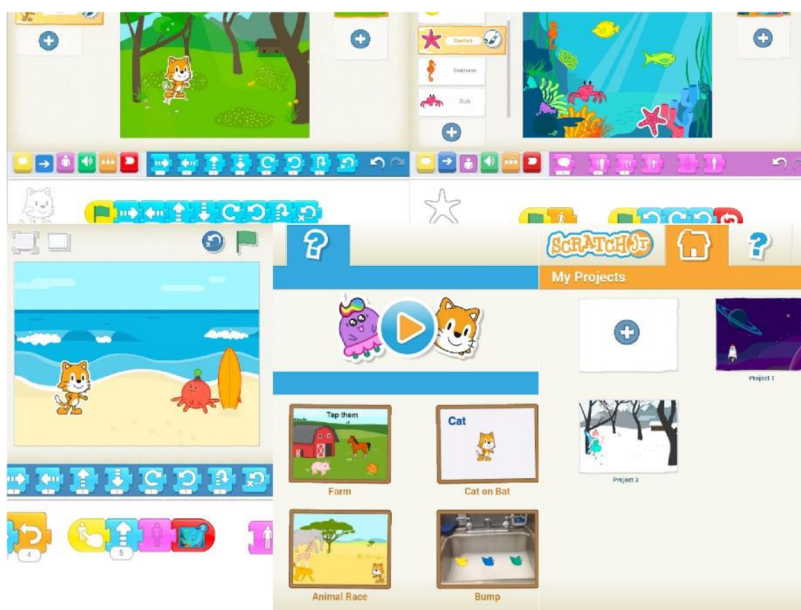 Starfish
Seahorse
Crab
SCRATCHJr
My Projects
Project 1
Project 2
Tap them
Cat
Farm
Cat on Bat
Animal Race
Bump
4
5